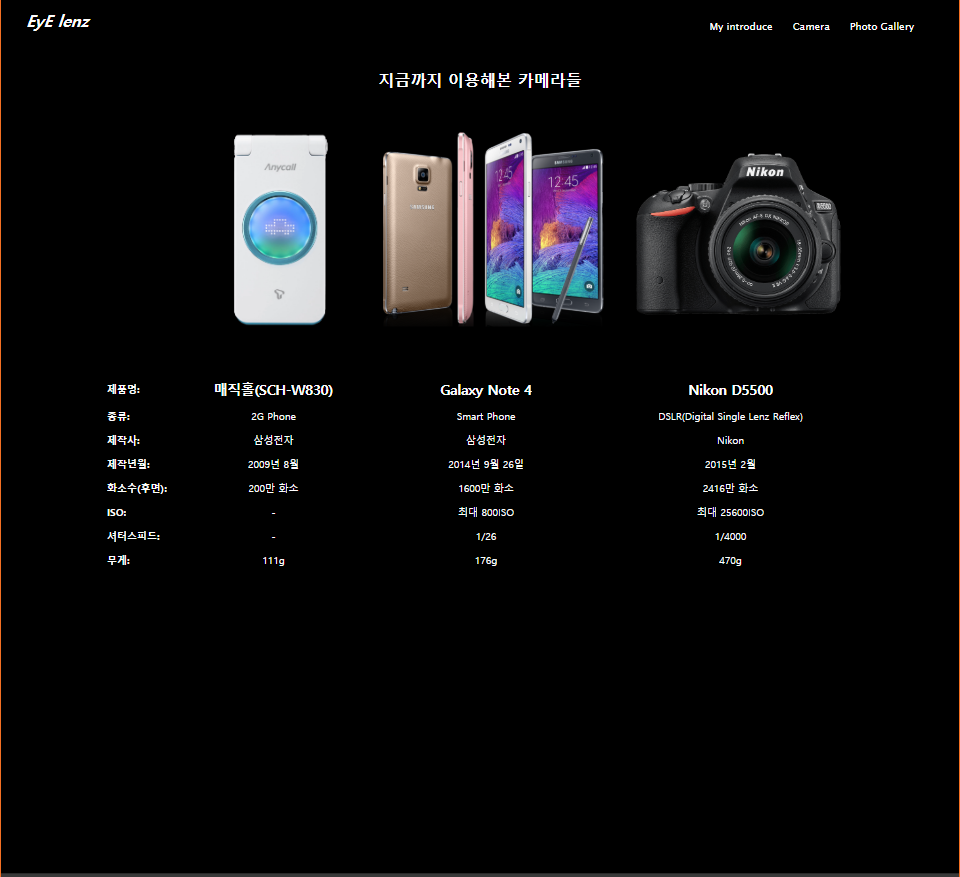 EyE lenz
My introduce Camera Photo Gallery
지금까지 이용해본 카메라들
Anycall
SAMSUNG
12:45
12:45
Nikon
제품명: 매직홀(SCH-W830) Galaxy Note 4 Nikon D5500
종류: 2G Phone Smart Phone DSLR(Digital Single Lenz Reflex)
제작사: 삼성전자 삼성전자 Nikon
제작년월: 2009년 8월 2014년 9월 26일 2015년 2월
화소수(후면): 200만 화소 1600만 화소 2416만 화소
ISO: - 최대 800ISO 최대 25600ISO
셔터스피드: - 1/26 1/4000
무게: 111g 176g 470g